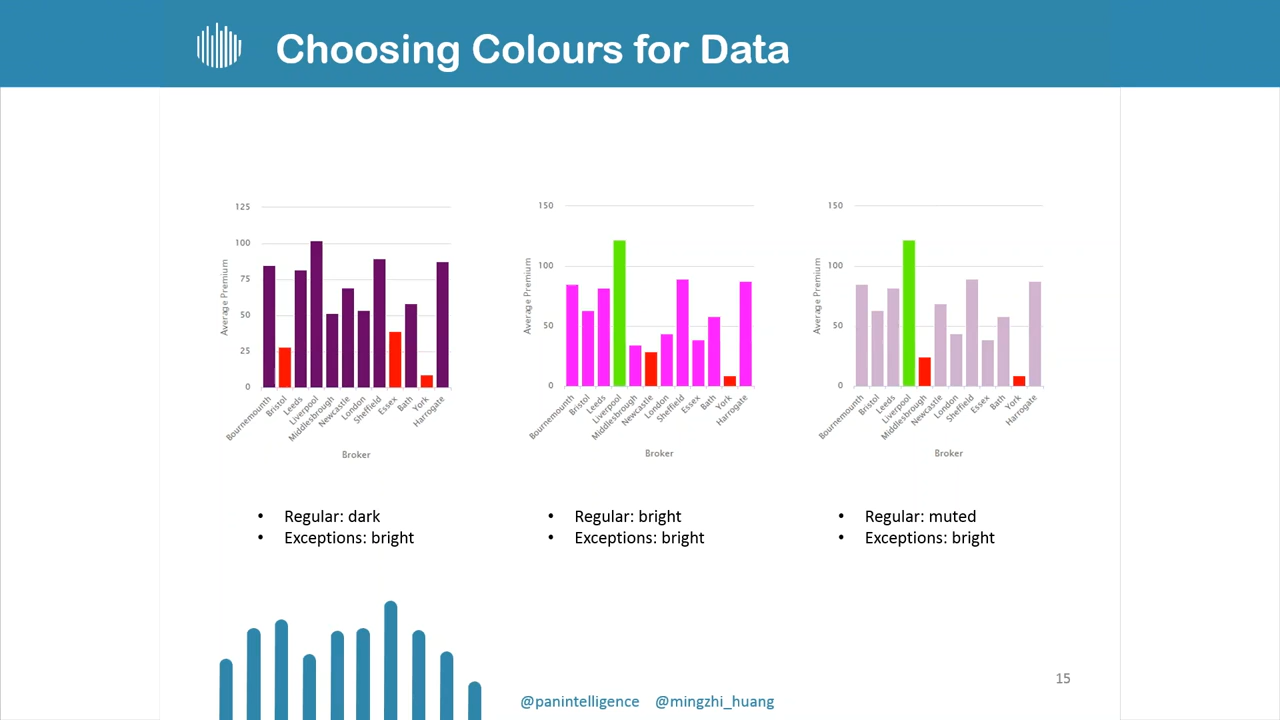 Choosing Colours for Data
125
100
75
50
25
0
Average Premium
Bournemounth
Bristol
Leeds
Liverpool
Middlesbrough
Newcastle
London
Sheffield
Essex
Bath
York
Harrogate
Broker
150
100
50
0
Average Premium
Bournemounth
Bristol
Leeds
Liverpool
Middlesbrough
Newcastle
London
Sheffield
Essex
Bath
York
Harrogate
Broker
150
100
50
0
Average Premium
Bournemounth
Bristol
Leeds
Liverpool
Middlesbrough
Newcastle
London
Sheffield
Essex
Bath
York
Harrogate
Broker
• Regular: dark
• Exceptions: bright
• Regular: bright
• Exceptions: bright
• Regular: muted
• Exceptions: bright
15
@panintelligence @mingzhi_huang